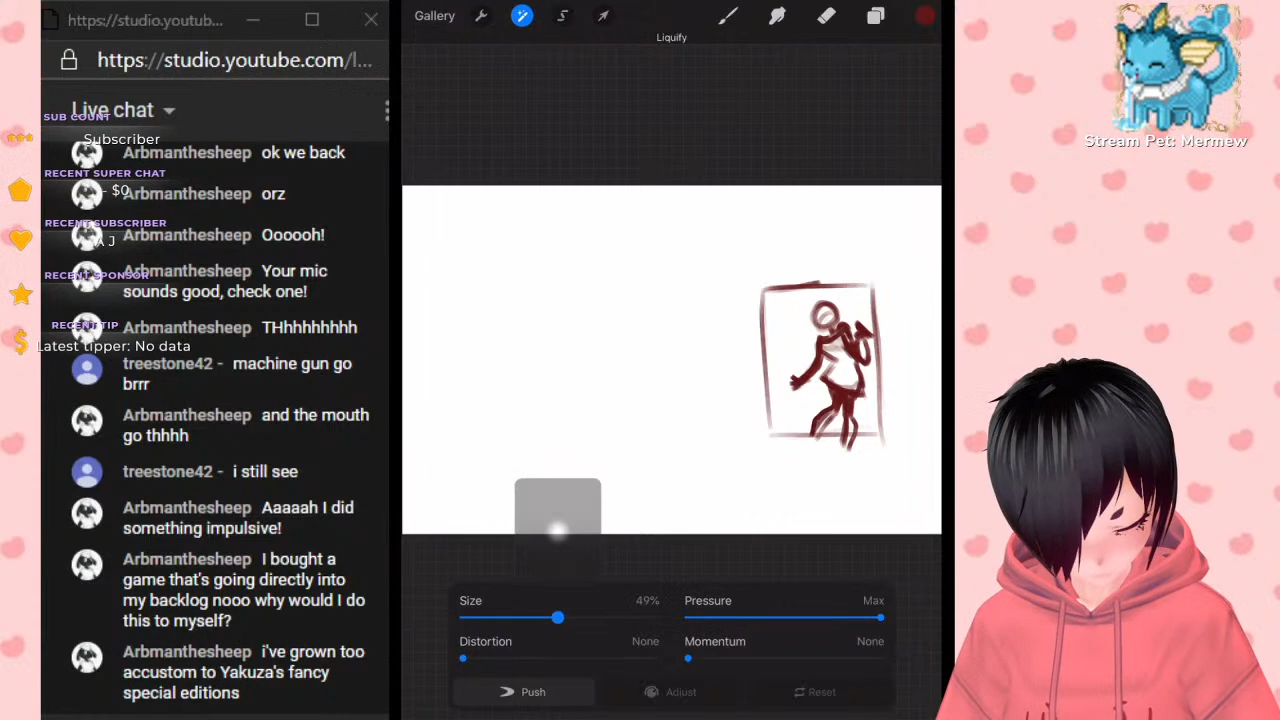 https://studio.youtub...
https://studio.youtube.com/l...
Live chat
SUB COUNT
Subscriber
Arbmanthesheep ok we back
RECENT SUPER CHAT
- $0
Arbmanthesheep orz
RECENT SUBSCRIBER
A J
Arbmanthesheep Oooooh!
RECENT SPONSOR
Arbmanthesheep Your mic
sounds good, check one!
RECENT TIP
Latest tipper: No data
Arbmanthesheep THhhhhhhhh
treestone42 - machine gun go
brrr
Arbmanthesheep and the mouth
go thhhh
treestone42 - i still see
Arbmanthesheep Aaaaah I did
something impulsive!
Arbmanthesheep I bought a
game that's going directly into
my backlog nooo why would I do
this to myself?
Arbmanthesheep i've grown too
accustom to Yakuza's fancy
special editions
Gallery
Liquify
Size 49%
Pressure Max
Distortion None
Momentum None
Push
Adjust
Reset
Stream Pet: Mermew